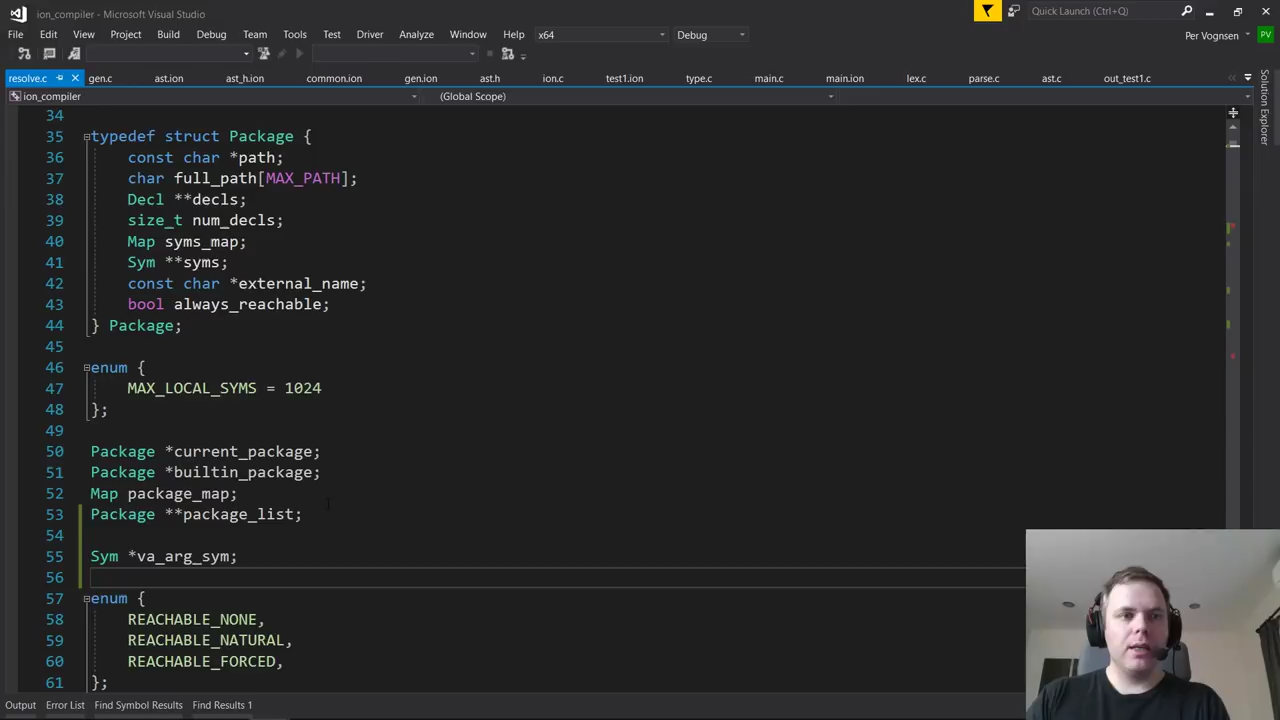 ion_compiler - Microsoft Visual Studio
Quick Launch (Ctrl+Q)
File Edit View Project Build Debug Team Tools Test Driver Analyze Window Help x64 Debug
Per Vognsen PV
resolve.c gen.c ast.ion ast_h.ion common.ion gen.ion ast.h ion.c test1.ion type.c main.c main.ion lex.c parse.c ast.c out_test1.c
ion_compiler (Global Scope)
Solution Explorer
34
35 typedef struct Package {
36 const char *path;
37 char full_path[MAX_PATH];
38 Decl **decls;
39 size_t num_decls;
40 Map syms_map;
41 Sym **syms;
42 const char *external_name;
43 bool always_reachable;
44 } Package;
45
46 enum {
47 MAX_LOCAL_SYMS = 1024
48 };
49
50 Package *current_package;
51 Package *builtin_package;
52 Map package_map;
53 Package **package_list;
54
55 Sym *va_arg_sym;
56
57 enum {
58 REACHABLE_NONE,
59 REACHABLE_NATURAL,
60 REACHABLE_FORCED,
61 };
Output Error List Find Symbol Results Find Results 1